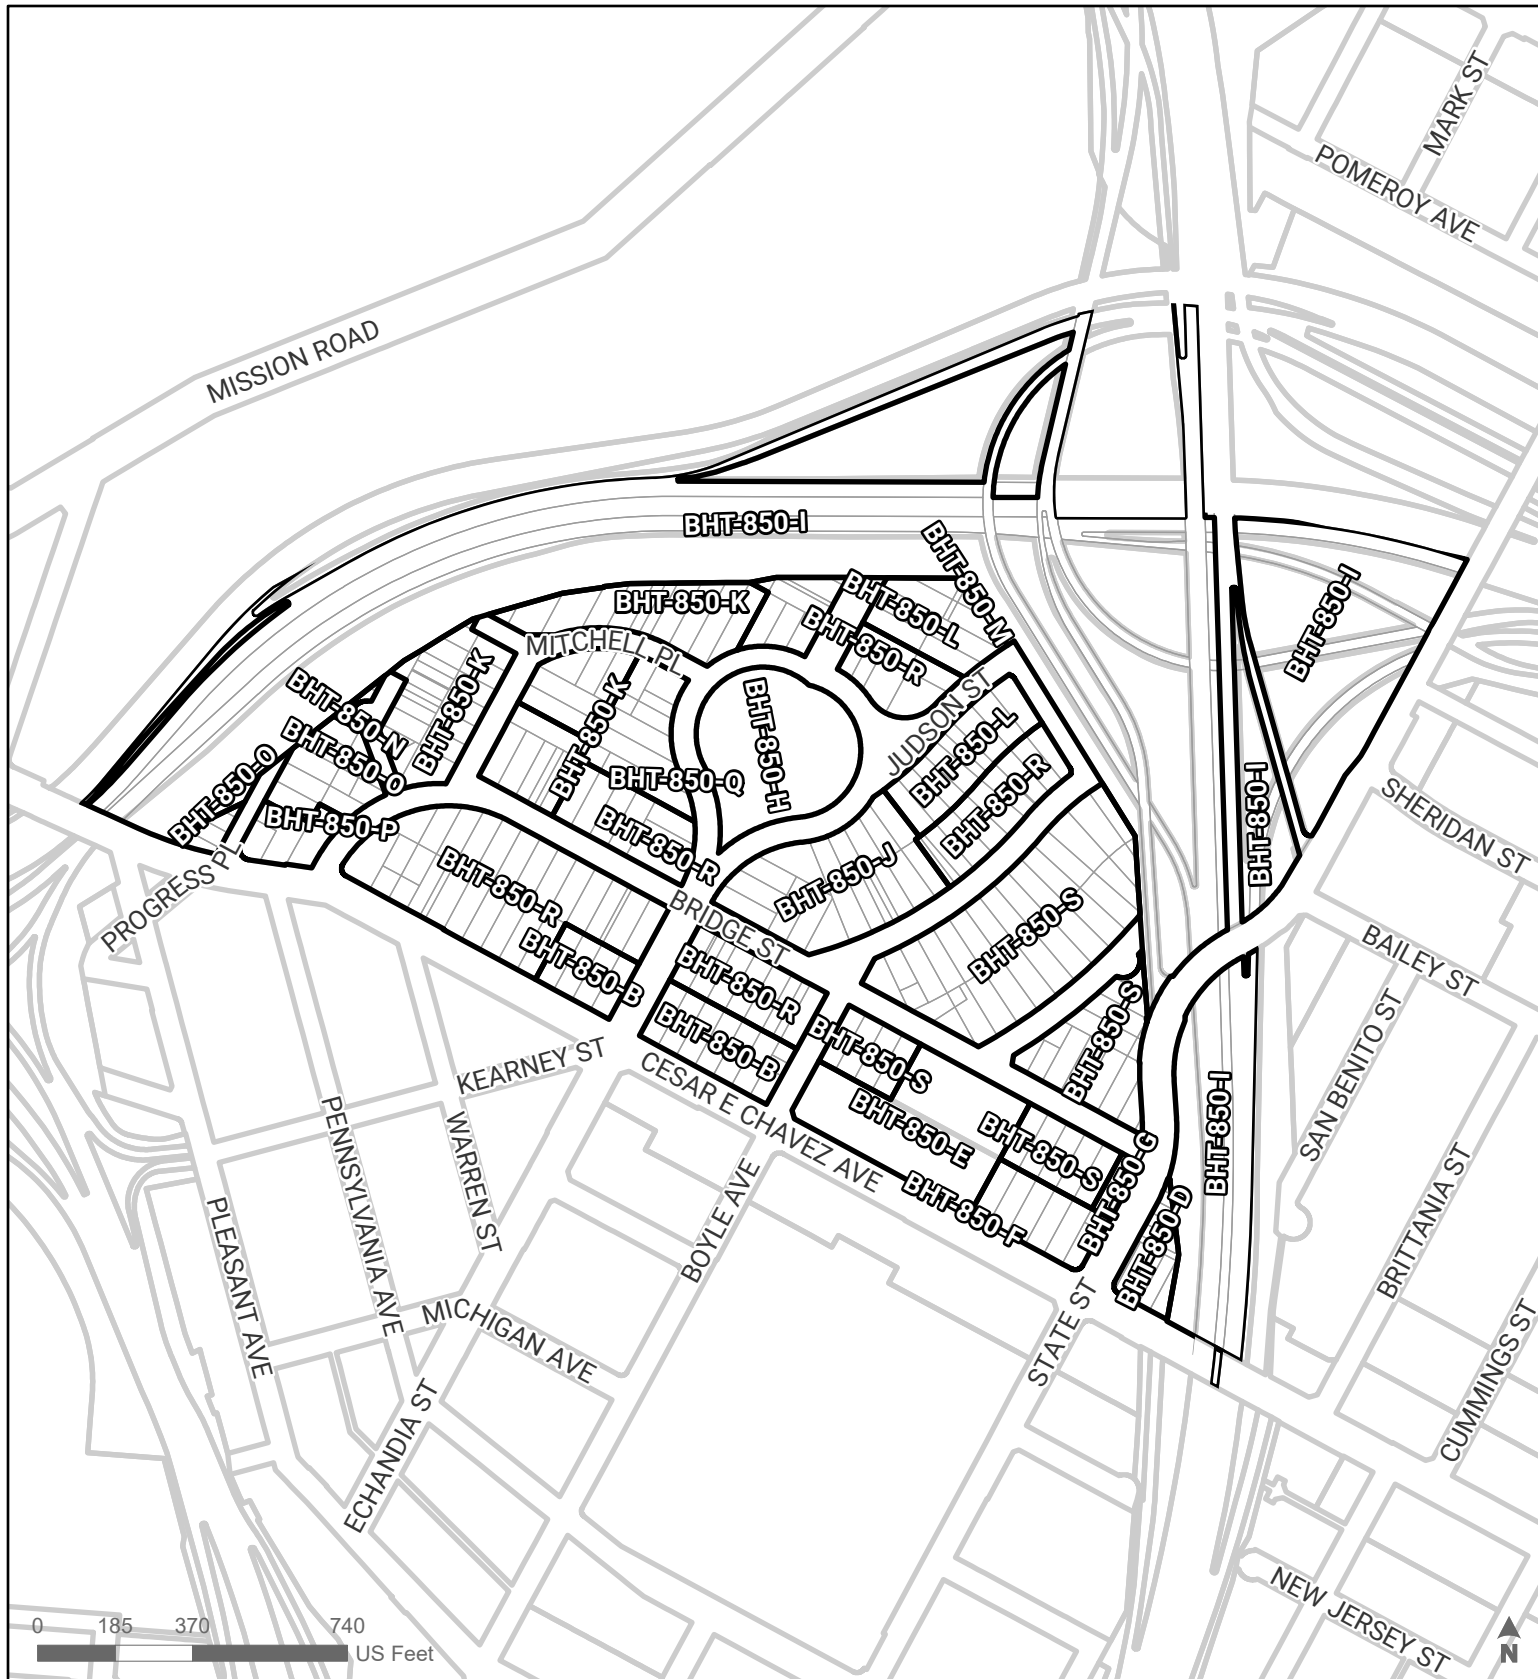 MARK ST
POMEROY AVE
MISSION ROAD
BHT-850-I
BHT-850-M
BHT-850-L
BHT-850-K
BHT-850-R
BHT-850-I
MITCHELL PL
BHT-850-K
BHT-850-N
BHT-850-K
BHT-850-H
JUDSON ST
BHT-850-L
BHT-850-O
BHT-850-O
BHT-850-Q
BHT-850-R
BHT-850-P
BHT-850-R
BHT-850-I
SHERIDAN ST
PROGRESS PL
BHT-850-R
BHT-850-J
BRIDGE ST
BHT-850-S
BAILEY ST
BHT-850-B
BHT-850-R
BHT-850-S
BHT-850-B
BHT-850-S
SAN BENITO ST
KEARNEY ST
CESAR E CHAVEZ AVE
BHT-850-E
BHT-850-S
BHT-850-I
PENNSYLVANIA AVE
WARREN ST
BHT-850-F
BHT-850-G
BHT-850-D
PLEASANT AVE
BOYLE AVE
BRITTANIA ST
MICHIGAN AVE
STATE ST
CUMMINGS ST
ECHANDIA ST
NEW JERSEY ST
0 185 370 740
US Feet
N